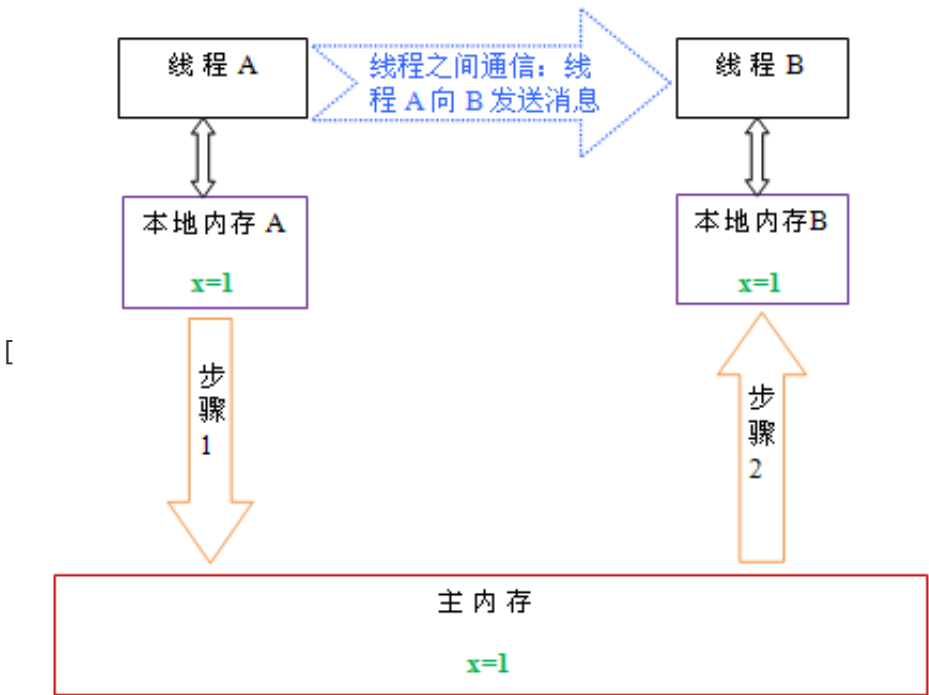 线程 A
线程之间通信：线
程 A 向 B 发送消息
线程 B
本地内存 A
x=1
本地内存B
x=1
[
步
骤
1
步
骤
2
主内存
x=1